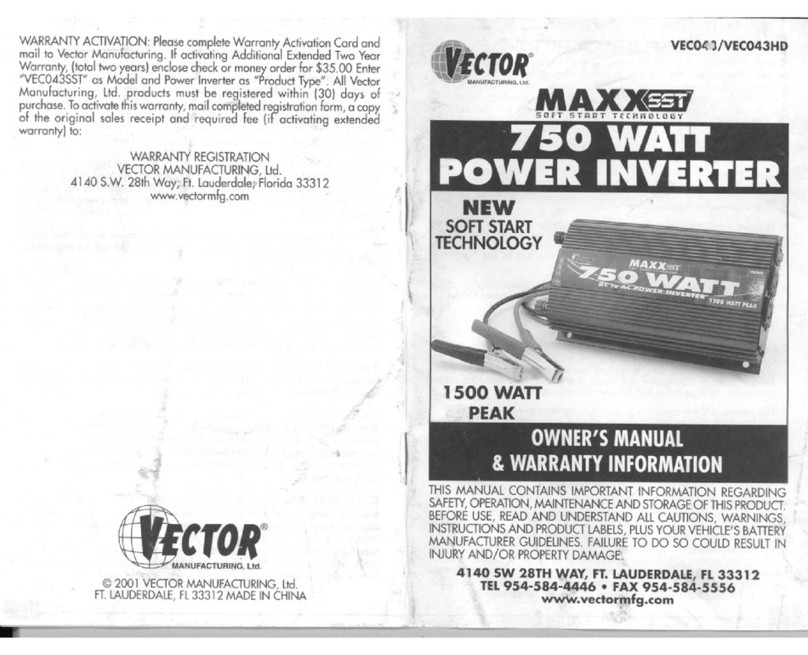 WARRANTY ACTIVATION: Please complete Warranty Activation Card and
mail to Vector Manufacturing. If activating Additional Extended Two Year
Warranty, (total two years) enclose check or money order for $35.00 Enter
"VEC043SST" as Model and Power Inverter as "Product Type". All Vector
Manufacturing, Ltd. products must be registered within (30) days of
purchase. To activate this warranty, mail completed registration form, a copy
of the original sales receipt and required fee (if activating extended
warranty) to:
WARRANTY REGISTRATION
VECTOR MANUFACTURING, Ltd.
4140 S.W. 28th Way, Ft. Lauderdale, Florida 33312
www.vectormfg.com
VECTOR®
MANUFACTURING, Ltd.
© 2001 VECTOR MANUFACTURING, Ltd.
FT. LAUDERDALE, FL 33312 MADE IN CHINA
VEC043/VEC043HD
VECTOR®
MANUFACTURING, Ltd.
MAXX SST™
SOFT START TECHNOLOGY
750 WATT
POWER INVERTER
NEW
SOFT START
TECHNOLOGY
MAXX SST
750 WATT
DC to AC POWER INVERTER
1500 WATT PEAK
1500 WATT
PEAK
OWNER'S MANUAL
& WARRANTY INFORMATION
THIS MANUAL CONTAINS IMPORTANT INFORMATION REGARDING
SAFETY, OPERATION, MAINTENANCE AND STORAGE OF THIS PRODUCT.
BEFORE USE, READ AND UNDERSTAND ALL CAUTIONS, WARNINGS,
INSTRUCTIONS AND PRODUCT LABELS, PLUS YOUR VEHICLE'S BATTERY
MANUFACTURER GUIDELINES. FAILURE TO DO SO COULD RESULT IN
INJURY AND/OR PROPERTY DAMAGE.
4140 SW 28TH WAY, FT. LAUDERDALE, FL 33312
TEL 954-584-4446 • FAX 954-584-5556
www.vectormfg.com